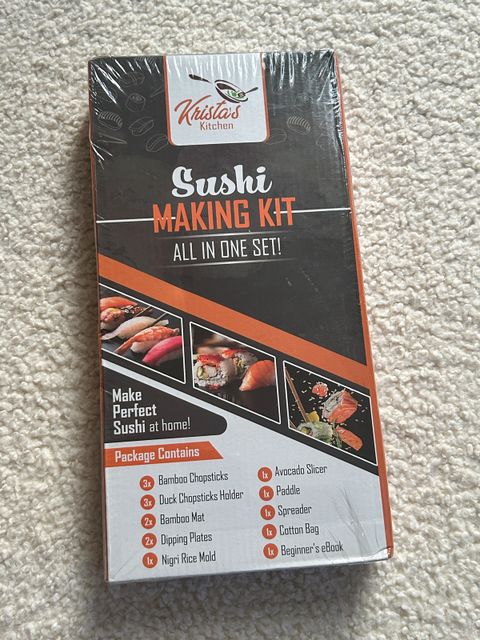 Krista's
Kitchen
Sushi
MAKING KIT
ALL IN ONE SET!
Make
Perfect
Sushi at home!
Package Contains
3x Bamboo Chopsticks
3x Duck Chopsticks Holder
2x Bamboo Mat
2x Dipping Plates
1x Nigri Rice Mold
1x Avocado Slicer
1x Paddle
1x Spreader
1x Cotton Bag
1x Beginner's eBook